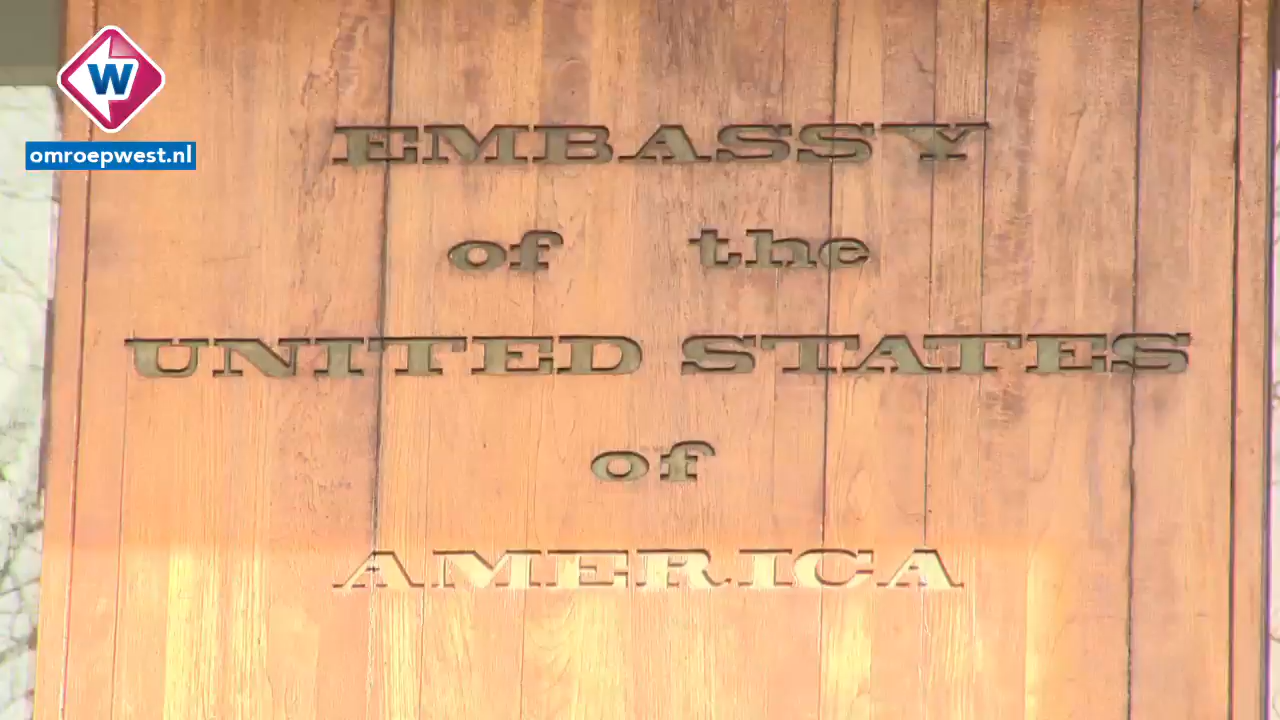 W
omroepwest.nl
EMBASSY
of the
UNITED STATES
of
AMERICA